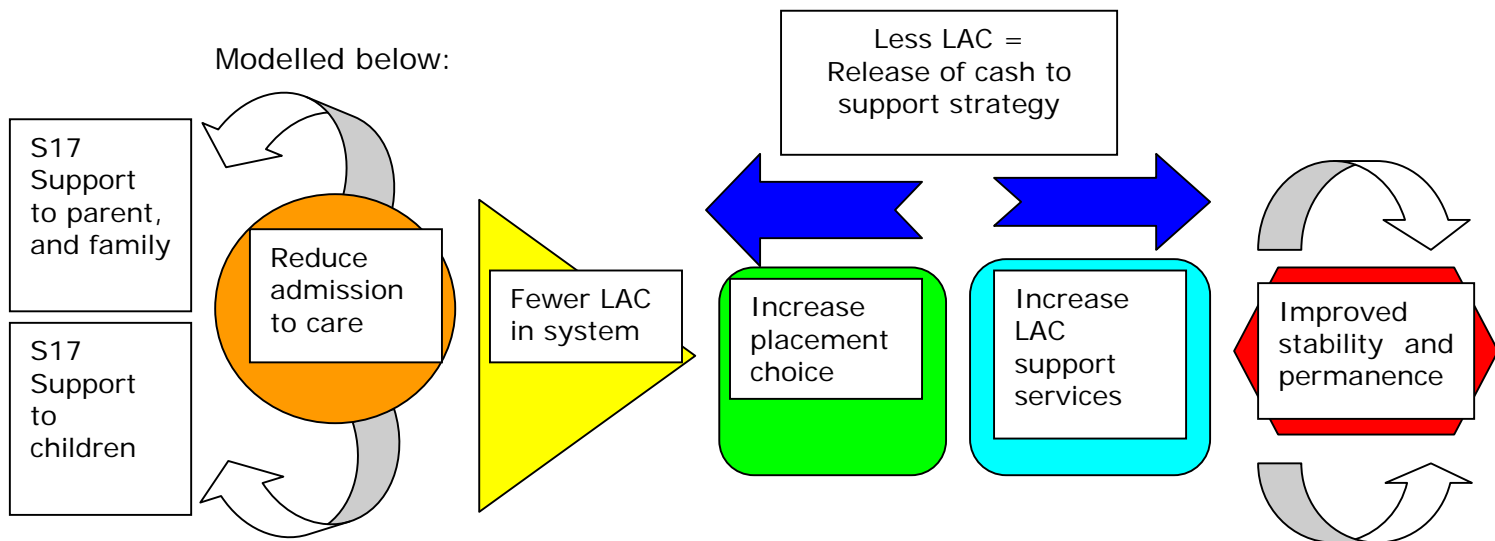 Modelled below:
Less LAC =
Release of cash to
support strategy
S17
Support
to parent,
and family
S17
Support
to
children
Reduce
admission
to care
Fewer LAC
in system
Increase
placement
choice
Increase
LAC
support
services
Improved
stability and
permanence